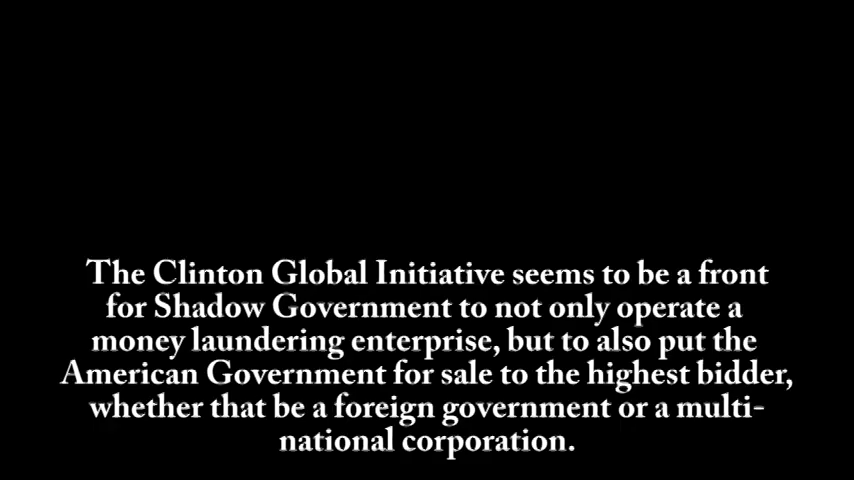 The Clinton Global Initiative seems to be a front
for Shadow Government to not only operate a
money laundering enterprise, but to also put the
American Government for sale to the highest bidder,
whether that be a foreign government or a multi-
national corporation.